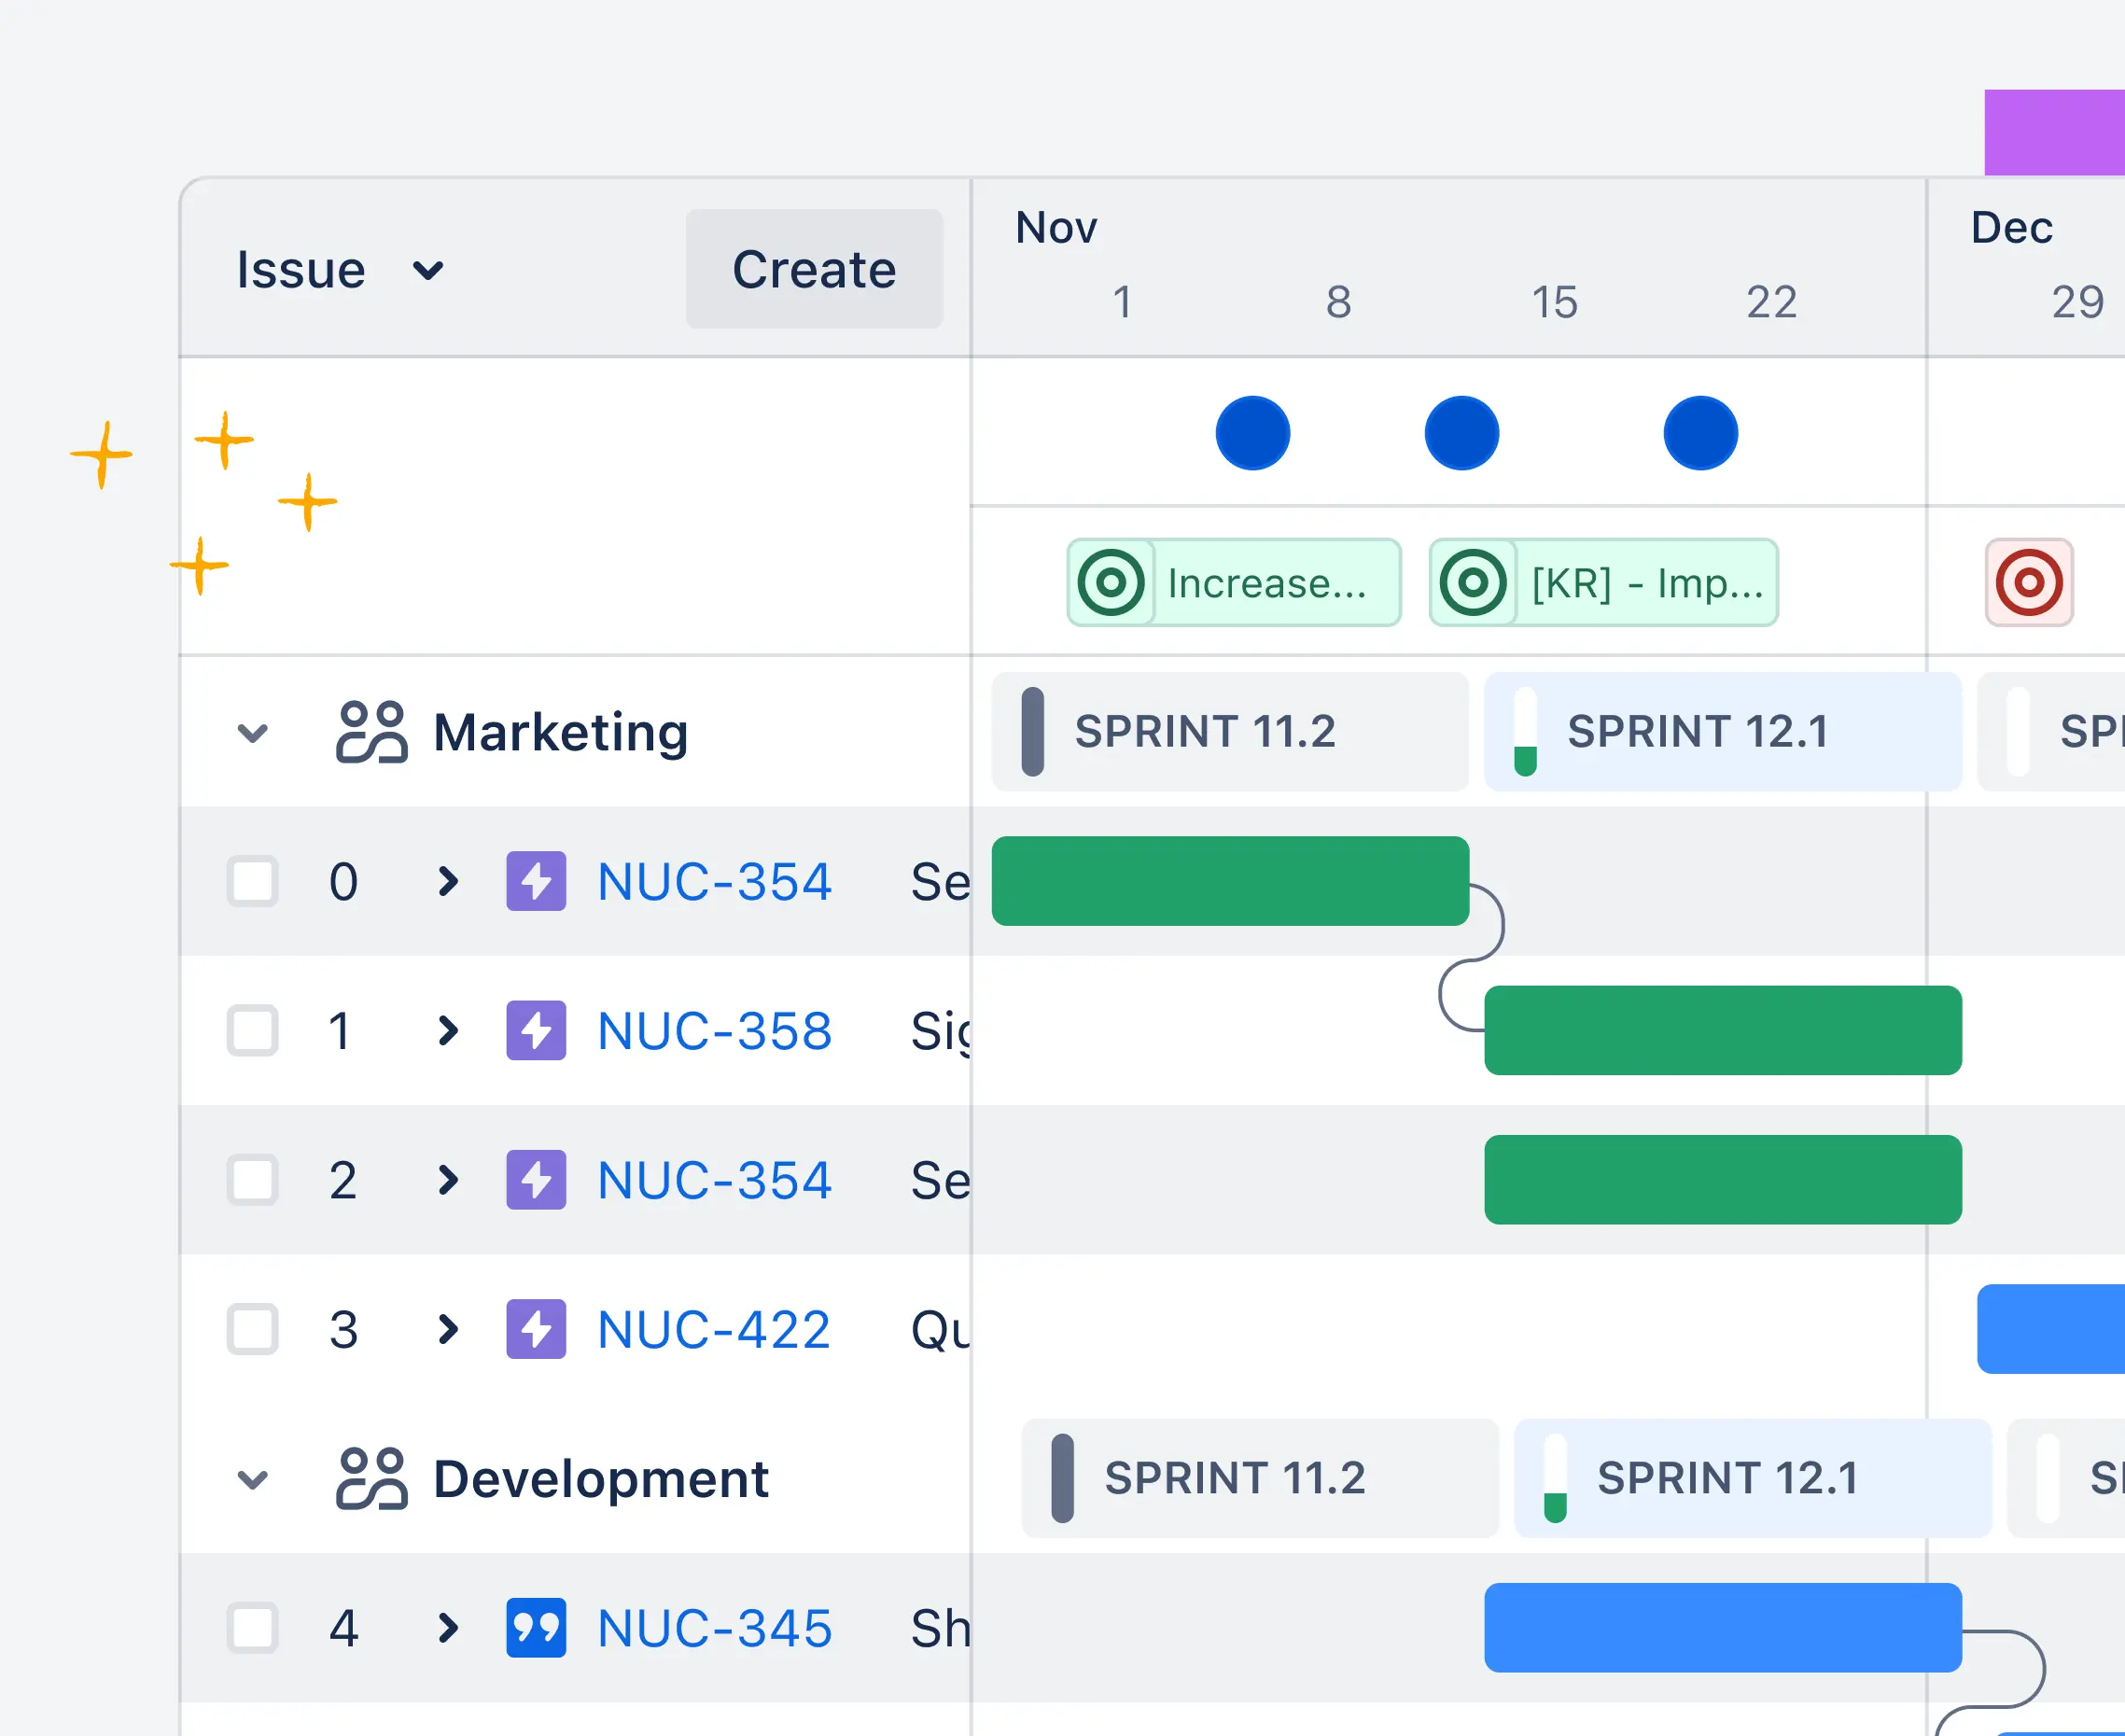 Issue Create Nov Dec
1 8 15 22 29
Increase... [KR] - Imp...
Marketing SPRINT 11.2 SPRINT 12.1 SP
0 NUC-354 Se
1 NUC-358 Sig
2 NUC-354 Se
3 NUC-422 Qu
Development SPRINT 11.2 SPRINT 12.1
4 NUC-345 Sh